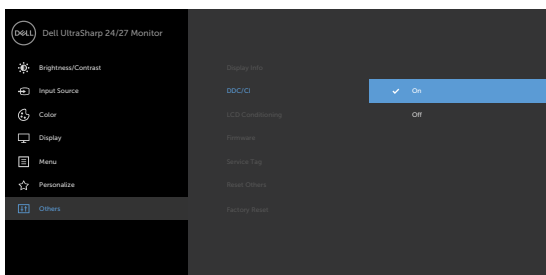 DELL Dell UltraSharp 24/27 Monitor
Brightness/Contrast
Input Source
Color
Display
Menu
Personalize
Others
Display Info
DDC/CI
LCD Conditioning
Firmware
Service Tag
Reset Others
Factory Reset
On
Off